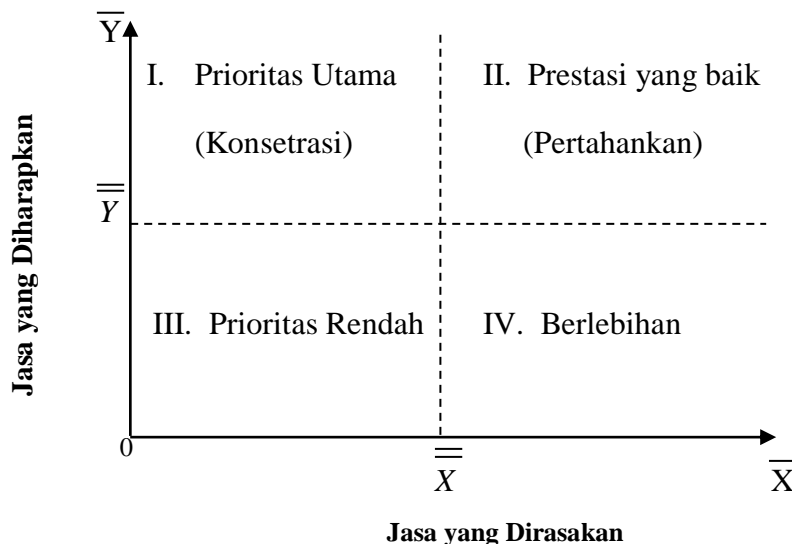 Y̅
I. Prioritas Utama
(Konsetrasi)
II. Prestasi yang baik
(Pertahankan)
Jasa yang Diharapkan
Y̿
III. Prioritas Rendah
IV. Berlebihan
0
X̿
X̅
Jasa yang Dirasakan